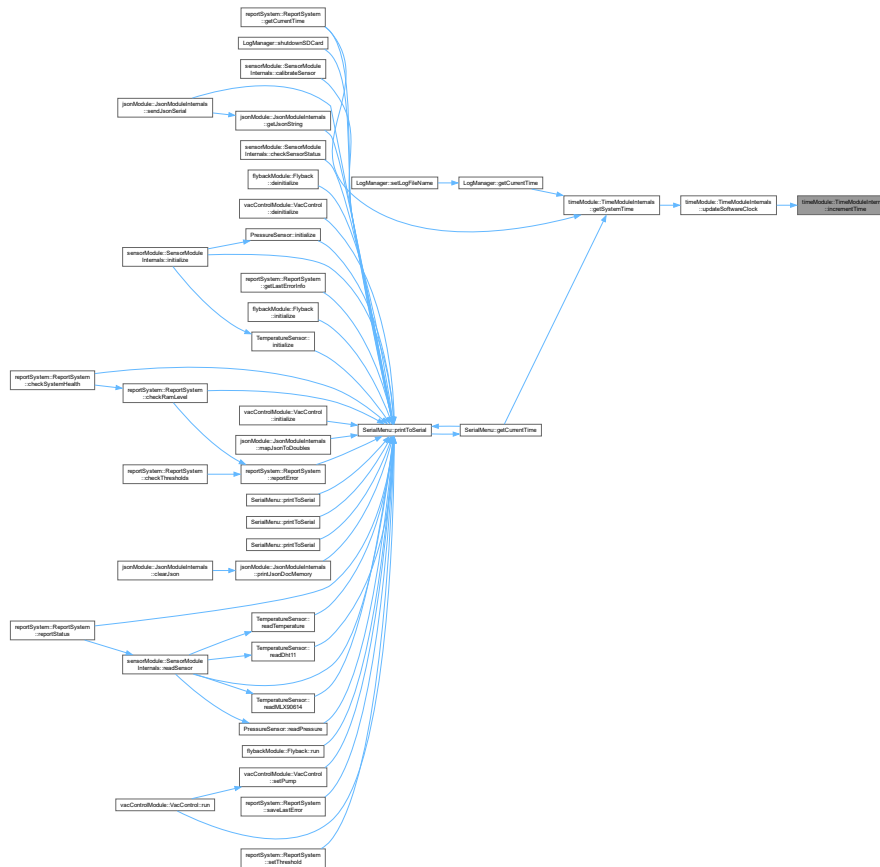 reportSystem::ReportSystem
::getCurrentTime
LogManager::shutdownSDCard
sensorModule::SensorModule
Internals::calibrateSensor
jsonModule::JsonModuleInternals
::sendJsonSerial
jsonModule::JsonModuleInternals
::getJsonString
sensorModule::SensorModule
Internals::checkSensorStatus
flybackModule::Flyback
::deinitialize
LogManager::setLogFileName
LogManager::getCurrentTime
timeModule::TimeModuleInternals
::getSystemTime
timeModule::TimeModuleInternals
::updateSoftwareClock
timeModule::TimeModuleInternals
::incrementTime
vacControlModule::VacControl
::deinitialize
PressureSensor::initialize
sensorModule::SensorModule
Internals::initialize
reportSystem::ReportSystem
::getLastErrorInfo
flybackModule::Flyback
::initialize
TemperatureSensor::
initialize
reportSystem::ReportSystem
::checkSystemHealth
reportSystem::ReportSystem
::checkRamLevel
vacControlModule::VacControl
::initialize
SerialMenu::printToSerial
SerialMenu::getCurrentTime
jsonModule::JsonModuleInternals
::mapJsonToDoubles
reportSystem::ReportSystem
::checkThresholds
reportSystem::ReportSystem
::reportError
SerialMenu::printToSerial
SerialMenu::printToSerial
SerialMenu::printToSerial
jsonModule::JsonModuleInternals
::clearJson
jsonModule::JsonModuleInternals
::printJsonDocMemory
reportSystem::ReportSystem
::reportStatus
TemperatureSensor::
readTemperature
TemperatureSensor::
readDht11
sensorModule::SensorModule
Internals::readSensor
TemperatureSensor::
readMLX90614
PressureSensor::readPressure
flybackModule::Flyback::run
vacControlModule::VacControl
::setPump
vacControlModule::VacControl::run
reportSystem::ReportSystem
::saveLastError
reportSystem::ReportSystem
::setThreshold